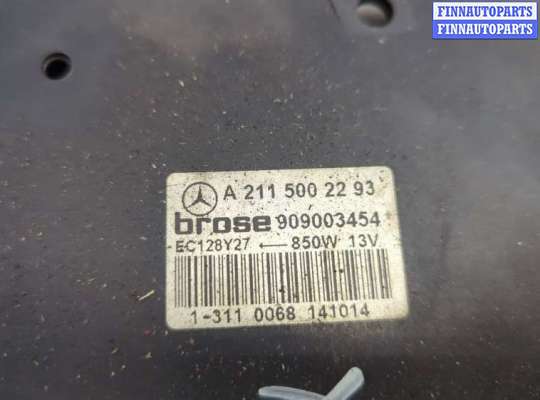 FINNAUTOPARTS
FINNAUTOPARTS
A 211 500 22 93
brose 909003454
EC128Y27 ← 850W 13V
1-311 0068 141014